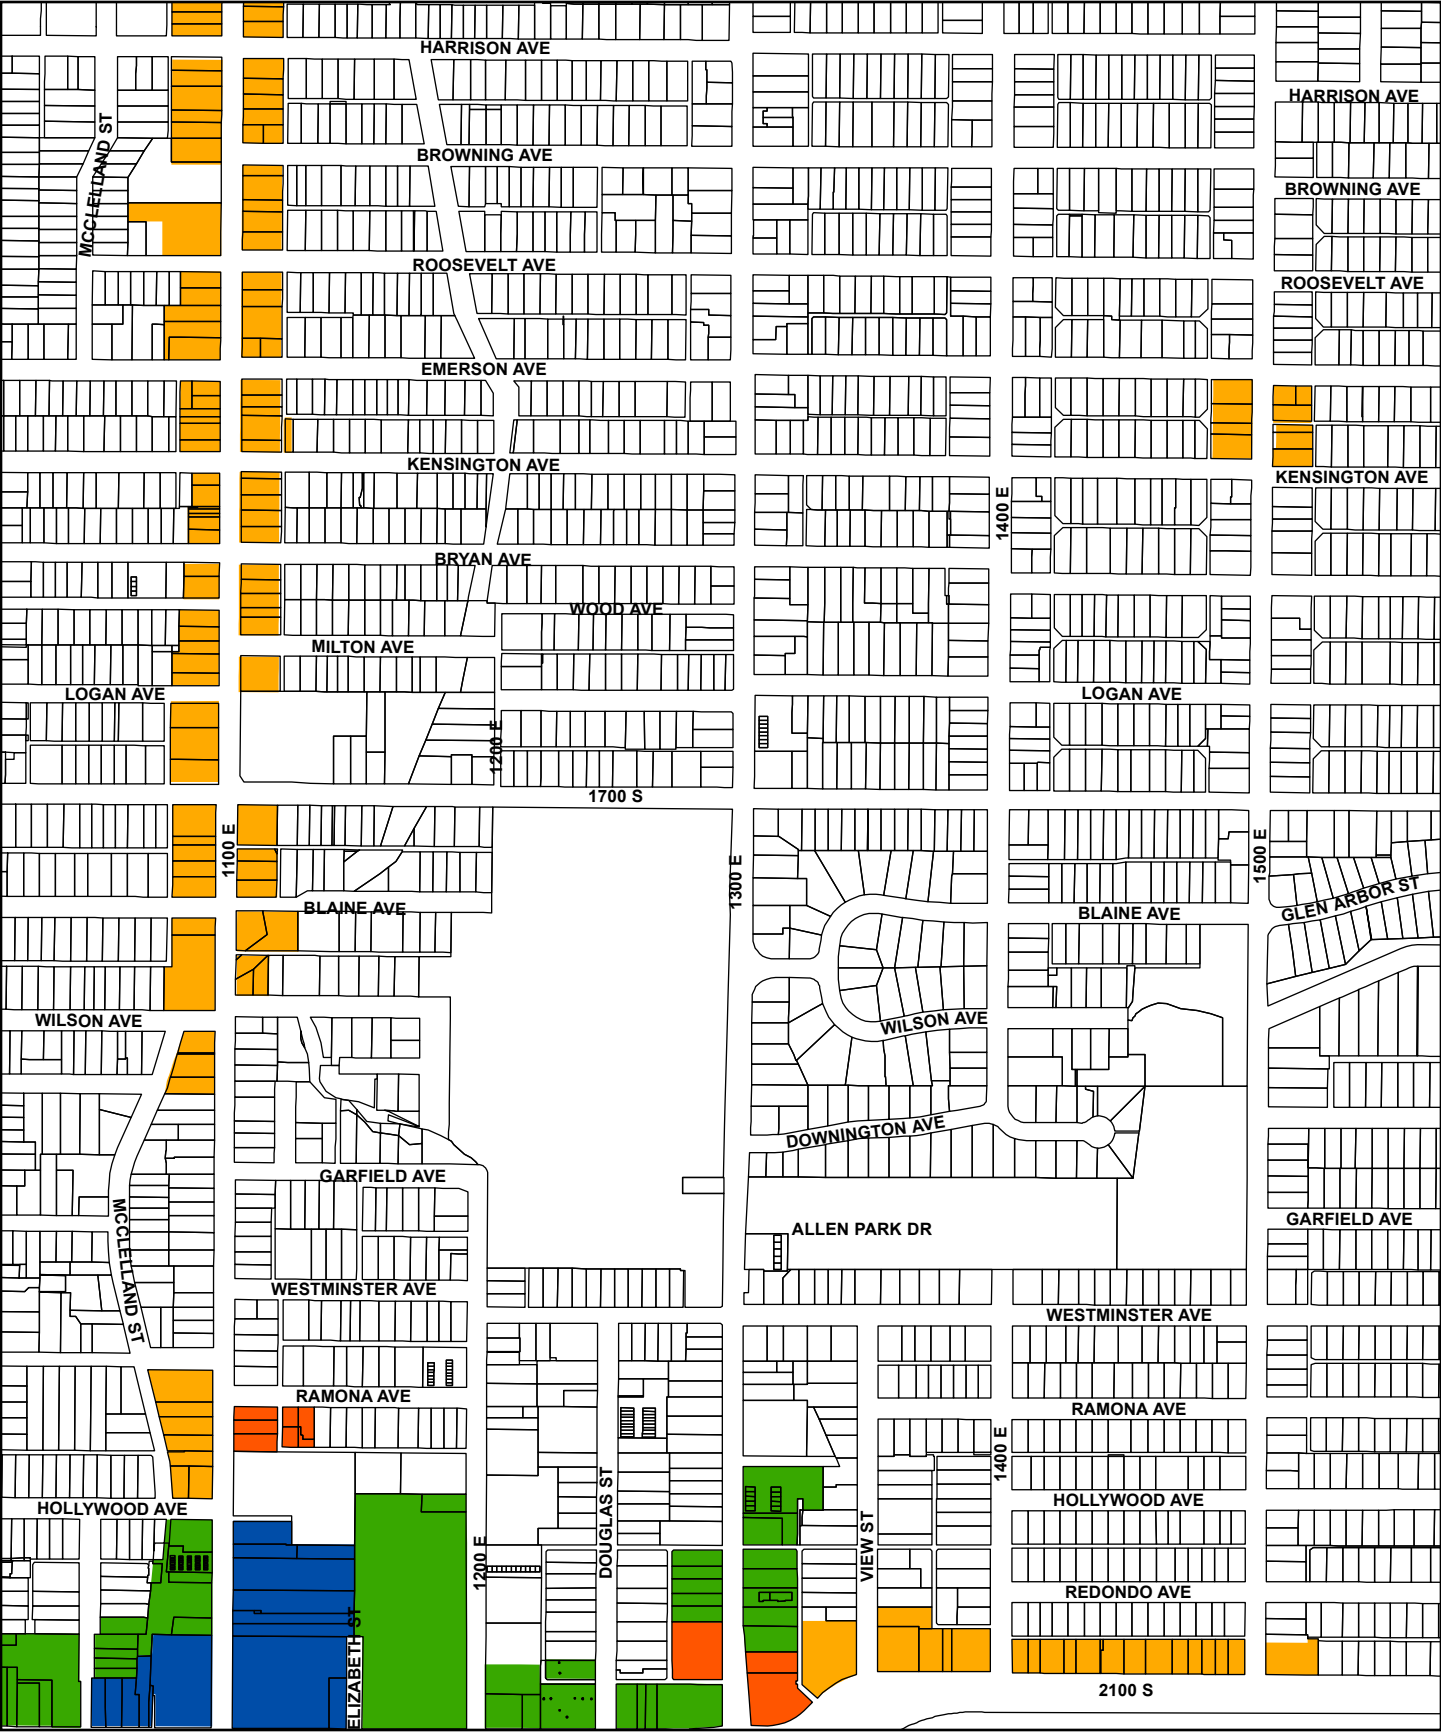 HARRISON AVE
HARRISON AVE
MCCLELLAND ST
BROWNING AVE
BROWNING AVE
ROOSEVELT AVE
ROOSEVELT AVE
EMERSON AVE
KENSINGTON AVE
KENSINGTON AVE
1400 E
BRYAN AVE
WOOD AVE
MILTON AVE
LOGAN AVE
LOGAN AVE
1200 E
1700 S
1100 E
1300 E
1500 E
GLEN ARBOR ST
BLAINE AVE
BLAINE AVE
WILSON AVE
WILSON AVE
DOWNINGTON AVE
GARFIELD AVE
MCCLELLAND ST
GARFIELD AVE
ALLEN PARK DR
WESTMINSTER AVE
WESTMINSTER AVE
RAMONA AVE
RAMONA AVE
1400 E
HOLLYWOOD AVE
HOLLYWOOD AVE
DOUGLAS ST
VIEW ST
1200 E
REDONDO AVE
ELIZABETH ST
2100 S